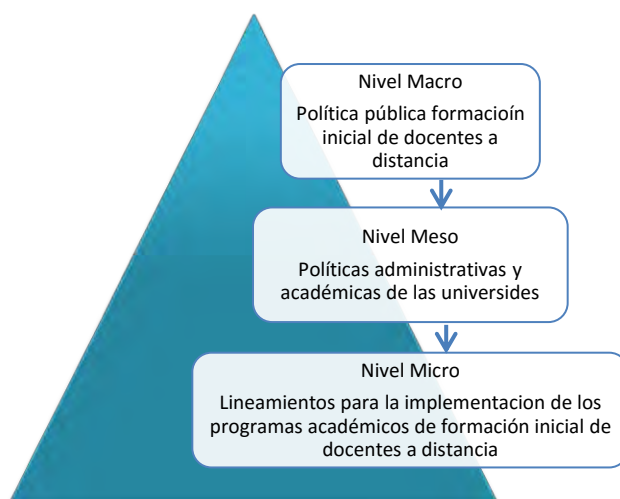 Nivel Macro
Política pública formacioín
inicial de docentes a
distancia
Nivel Meso
Políticas administrativas y
académicas de las universides
Nivel Micro
Lineamientos para la implementacion de los
programas académicos de formación inicial de
docentes a distancia